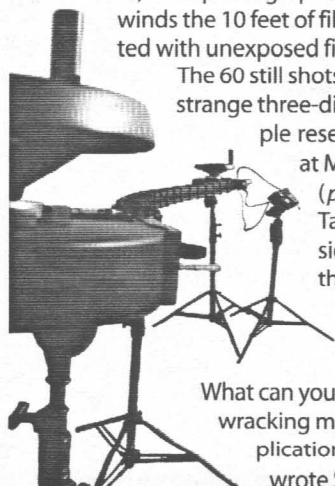 winds the 10 feet of fil
ted with unexposed fi
The 60 still shots
strange three-di
ple rese
at M
(p
Ta
si
th
What can you
wracking m
plication
wrote